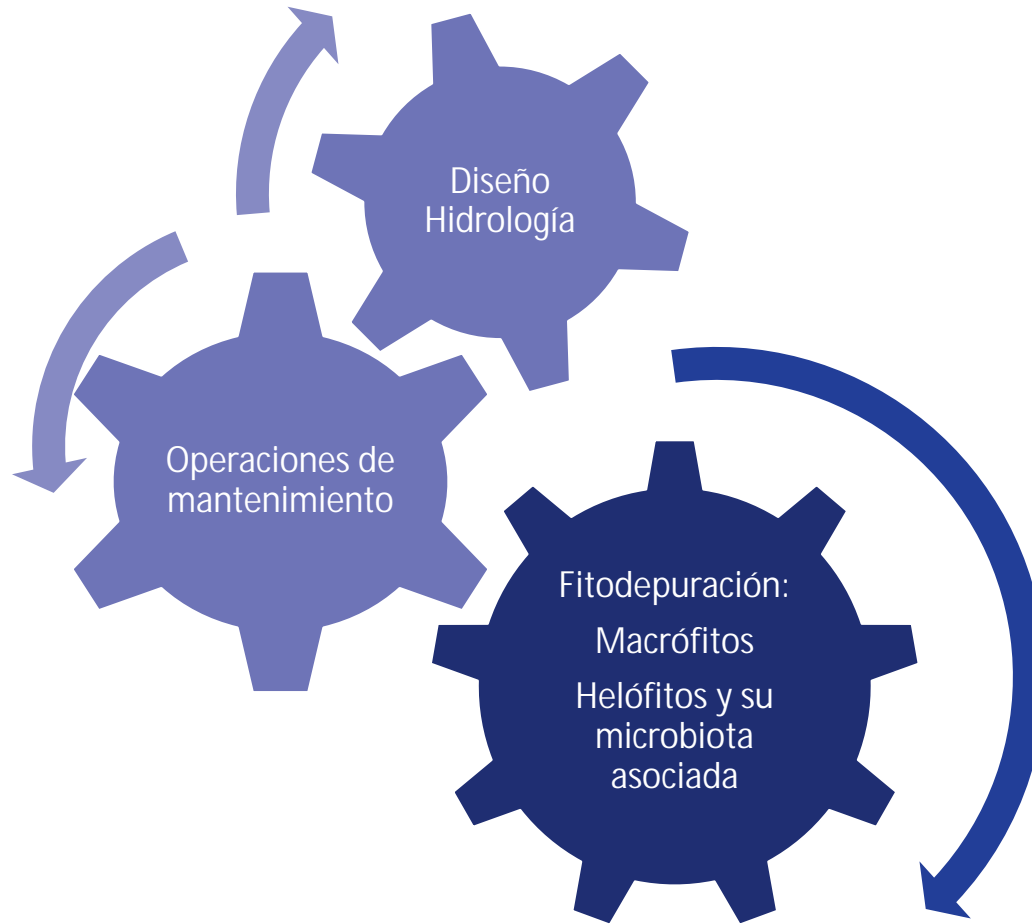 Diseño
Hidrología
Operaciones de
mantenimiento
Fitodepuración:
Macrófitos
Helófitos y su
microbiota
asociada